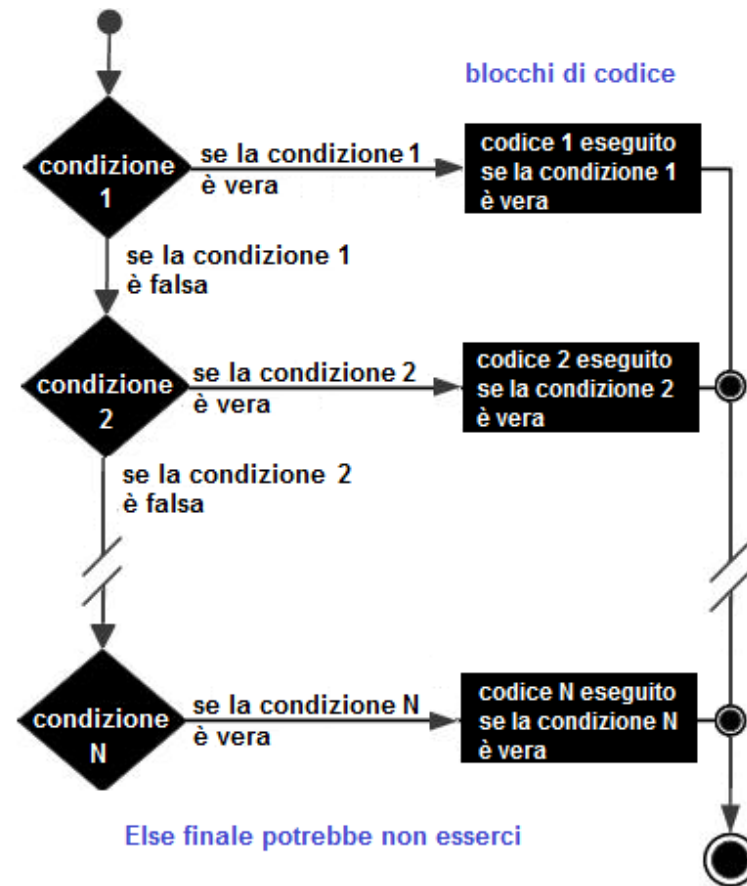 blocchi di codice
condizione
1
se la condizione 1
è vera
codice 1 eseguito
se la condizione 1
è vera
se la condizione 1
è falsa
condizione
2
se la condizione 2
è vera
codice 2 eseguito
se la condizione 2
è vera
se la condizione 2
è falsa
condizione
N
se la condizione N
è vera
codice N eseguito
se la condizione N
è vera
Else finale potrebbe non esserci